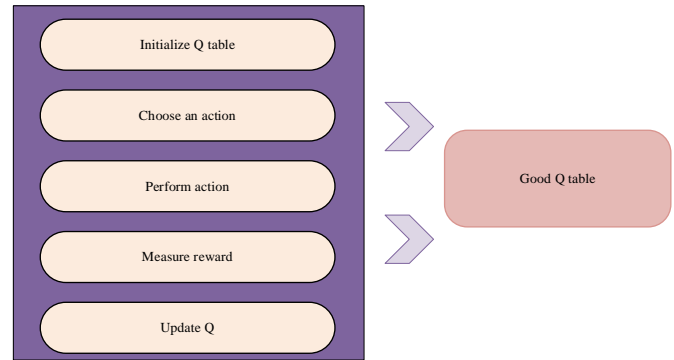 Initialize Q table
Choose an action
Perform action
Good Q table
Measure reward
Update Q